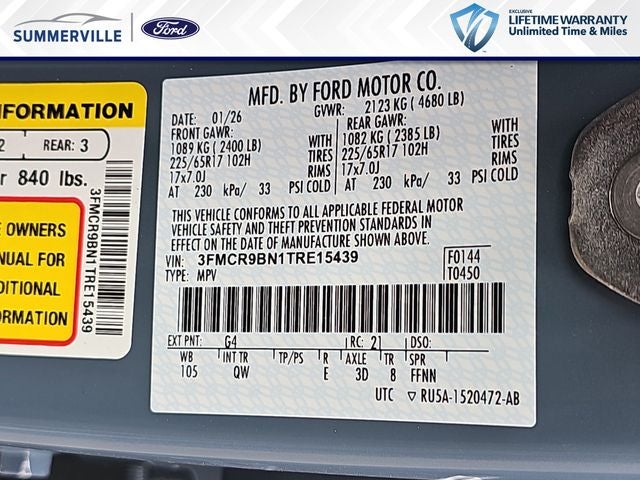 SUMMERVILLE
Ford
EXCLUSIVE
LIFETIME WARRANTY
Unlimited Time & Miles
INFORMATION
2 REAR: 3
840 lbs.
E OWNERS
ANUAL FOR
DITIONAL
ORMATION
3FMCR9BN1TRE15439
MFD. BY FORD MOTOR CO.
DATE: 01/26 GVWR: 2123 KG ( 4680 LB)
FRONT GAWR: REAR GAWR:
1089 KG ( 2400 LB) WITH 1082 KG ( 2385 LB) WITH
225/65R17 102H TIRES 225/65R17 102H TIRES
17x7.0J RIMS 17x7.0J RIMS
AT 230 kPa/ 33 PSI COLD AT 230 kPa/ 33 PSI COLD
THIS VEHICLE CONFORMS TO ALL APPLICABLE FEDERAL MOTOR
VEHICLE SAFETY AND THEFT PREVENTION STANDARDS IN
EFFECT ON THE DATE OF MANUFACTURE SHOWN ABOVE.
VIN: 3FMCR9BN1TRE15439 F0144
TYPE: MPV T0450
EXT PNT: G4 RC: 21 DSO:
WB INT TR TP/PS R AXLE TR SPR
105 QW E 3D 8 FFNN
UTC ▽ RU5A-1520472-AB